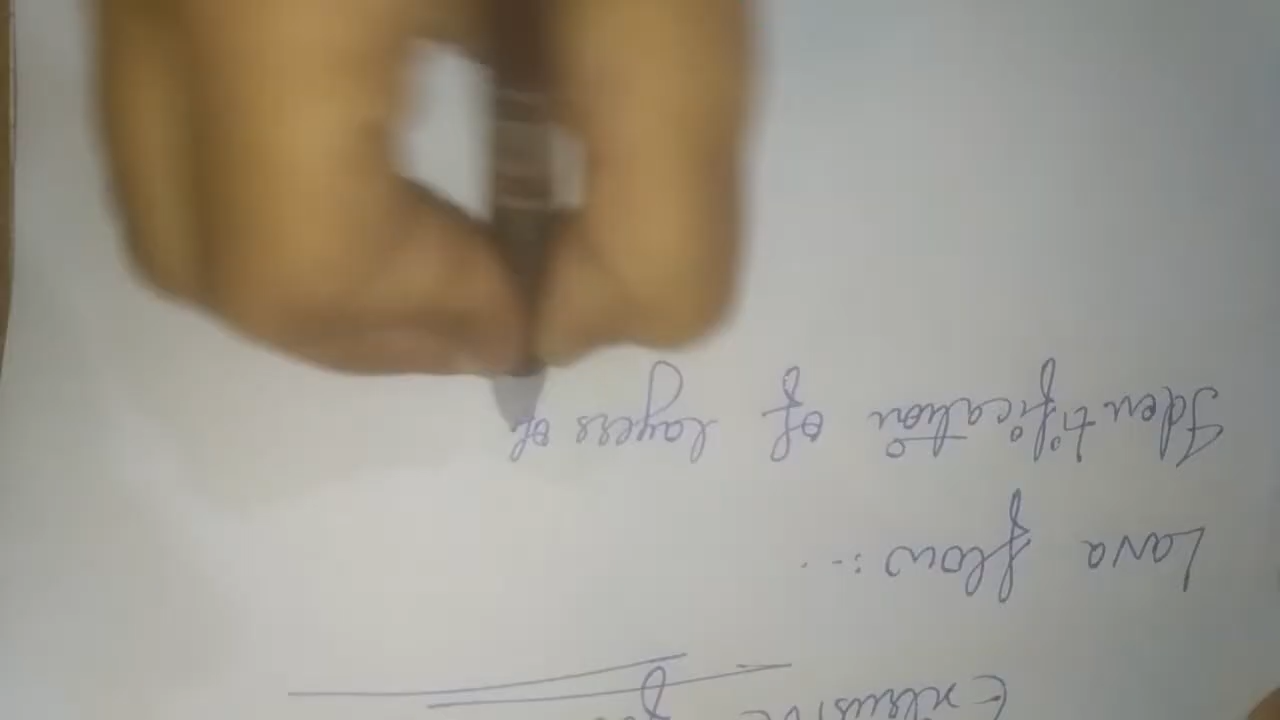 Extrusive
Lava flow:--.
Identification of layers of